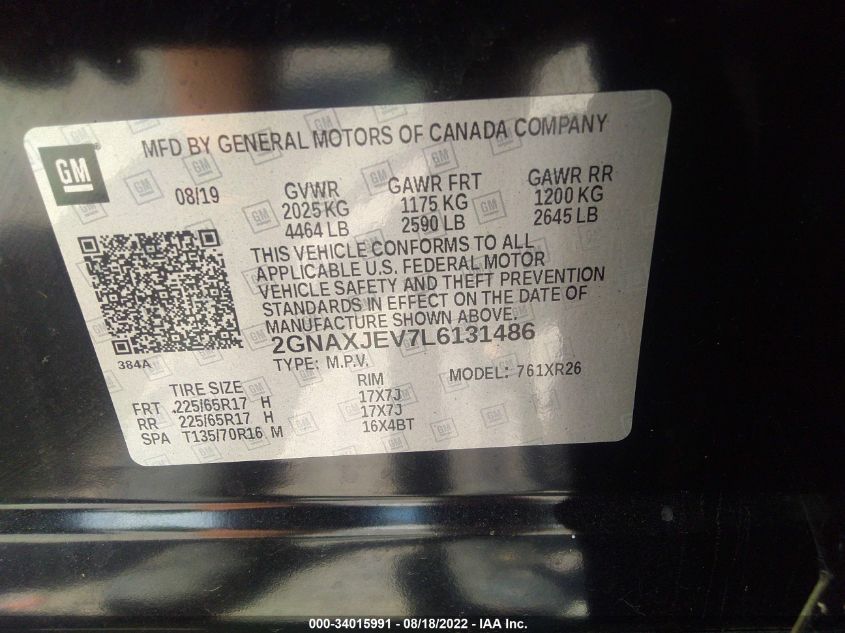 MFD BY GENERAL MOTORS OF CANADA COMPANY
GM
08/19
GVWR GAWR FRT GAWR RR
2025 KG 1175 KG 1200 KG
4464 LB 2590 LB 2645 LB
THIS VEHICLE CONFORMS TO ALL
APPLICABLE U.S. FEDERAL MOTOR
VEHICLE SAFETY AND THEFT PREVENTION
STANDARDS IN EFFECT ON THE DATE OF
MANUFACTURE SHOWN ABOVE.
2GNAXJEV7L6131486
384A
TYPE: M.P.V. MODEL: 761XR26
TIRE SIZE RIM
FRT 225/65R17 H 17X7J
RR 225/65R17 H 17X7J
SPA T135/70R16 M 16X4BT
000-34015991 - 08/18/2022 - IAA Inc.